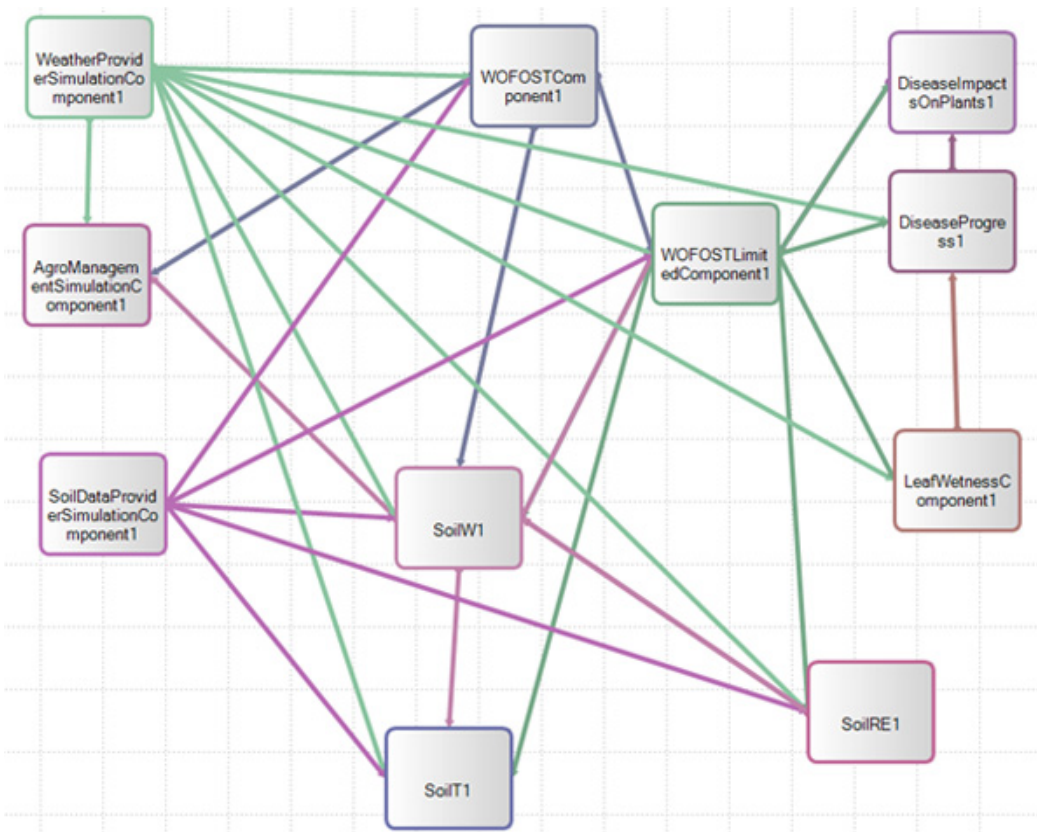 WeatherProvid
erSimulationCo
mponent1
WOFOSTCom
ponent1
DiseaseImpact
sOnPlants1
DiseaseProgre
ss1
WOFOSTLimit
edComponent1
AgroManagem
entSimulationC
omponent1
SoilDataProvid
erSimulationCo
mponent1
SoilW1
LeafWetnessC
omponent1
SoilRE1
SoilT1